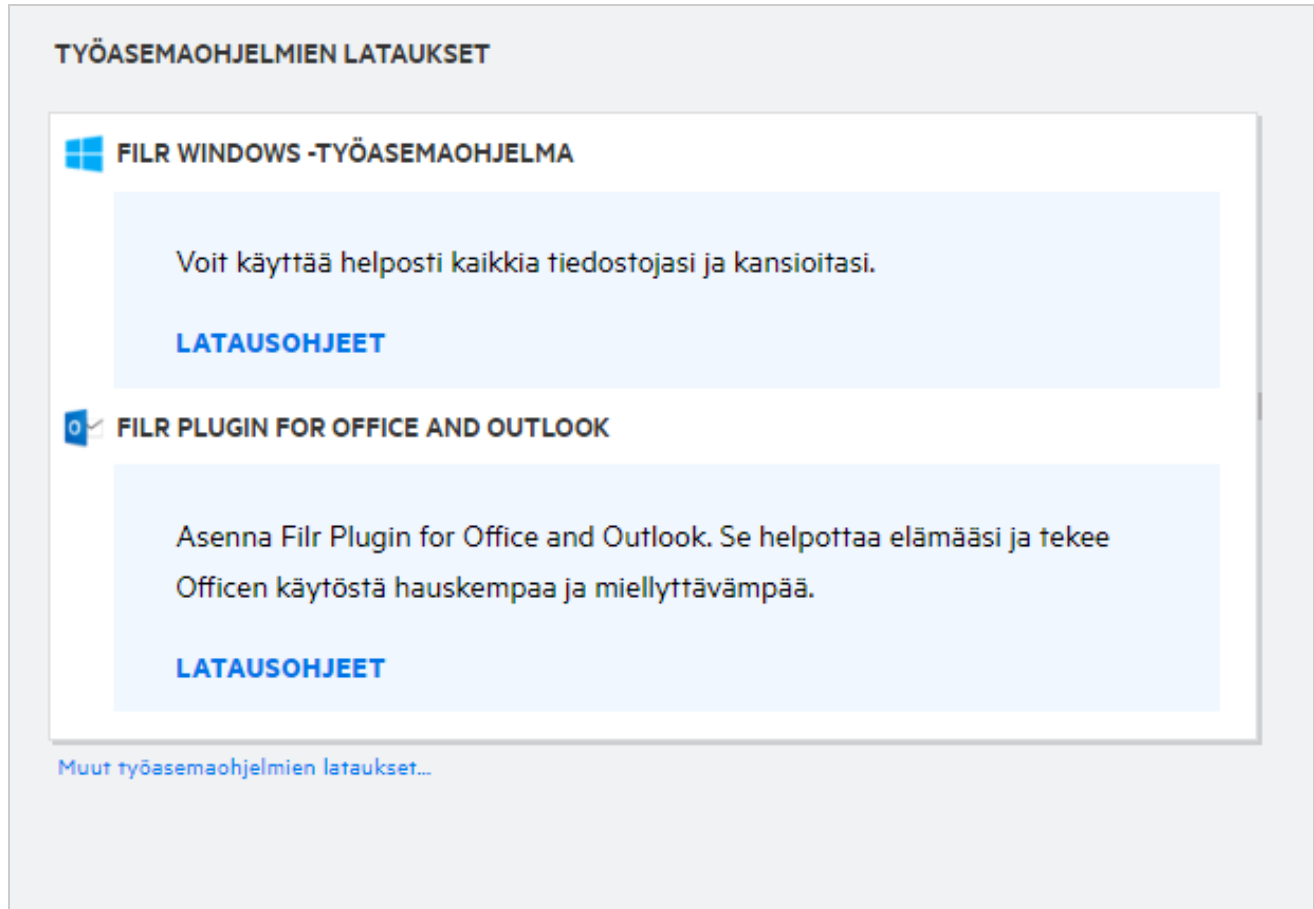 TYÖASEMAOHJELMIEN LATAUKSET
FILR WINDOWS -TYÖASEMAOHJELMA
Voit käyttää helposti kaikkia tiedostojasi ja kansioitasi.
LATAUSOHJEET
FILR PLUGIN FOR OFFICE AND OUTLOOK
Asenna Filr Plugin for Office and Outlook. Se helpottaa elämääsi ja tekee
Officen käytöstä hauskempaa ja miellyttävämpää.
LATAUSOHJEET
Muut työasemaohjelmien lataukset...